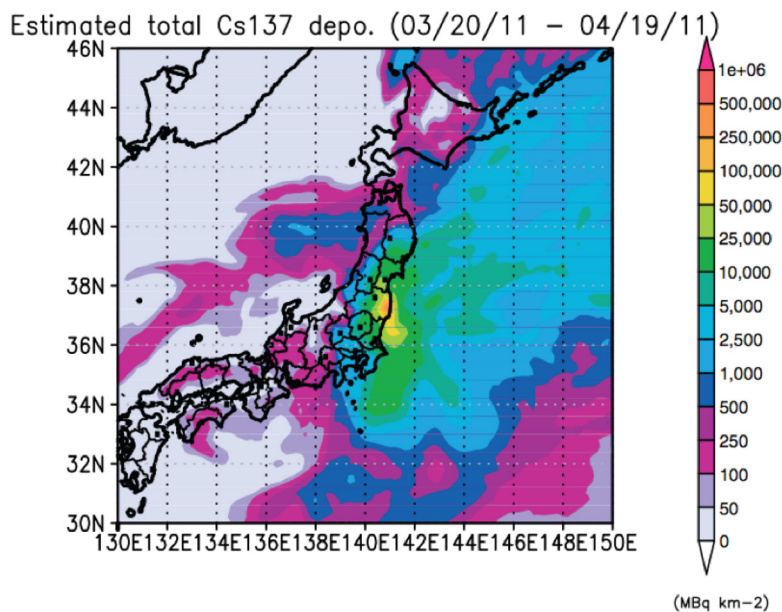 Estimated total Cs137 depo. (03/20/11 – 04/19/11)
46N
44N
42N
40N
38N
36N
34N
32N
30N
130E132E134E136E138E140E142E144E146E148E150E
1e+06
500,000
250,000
100,000
50,000
25,000
10,000
5,000
2,500
1,000
500
250
100
50
0
(MBq km-2)